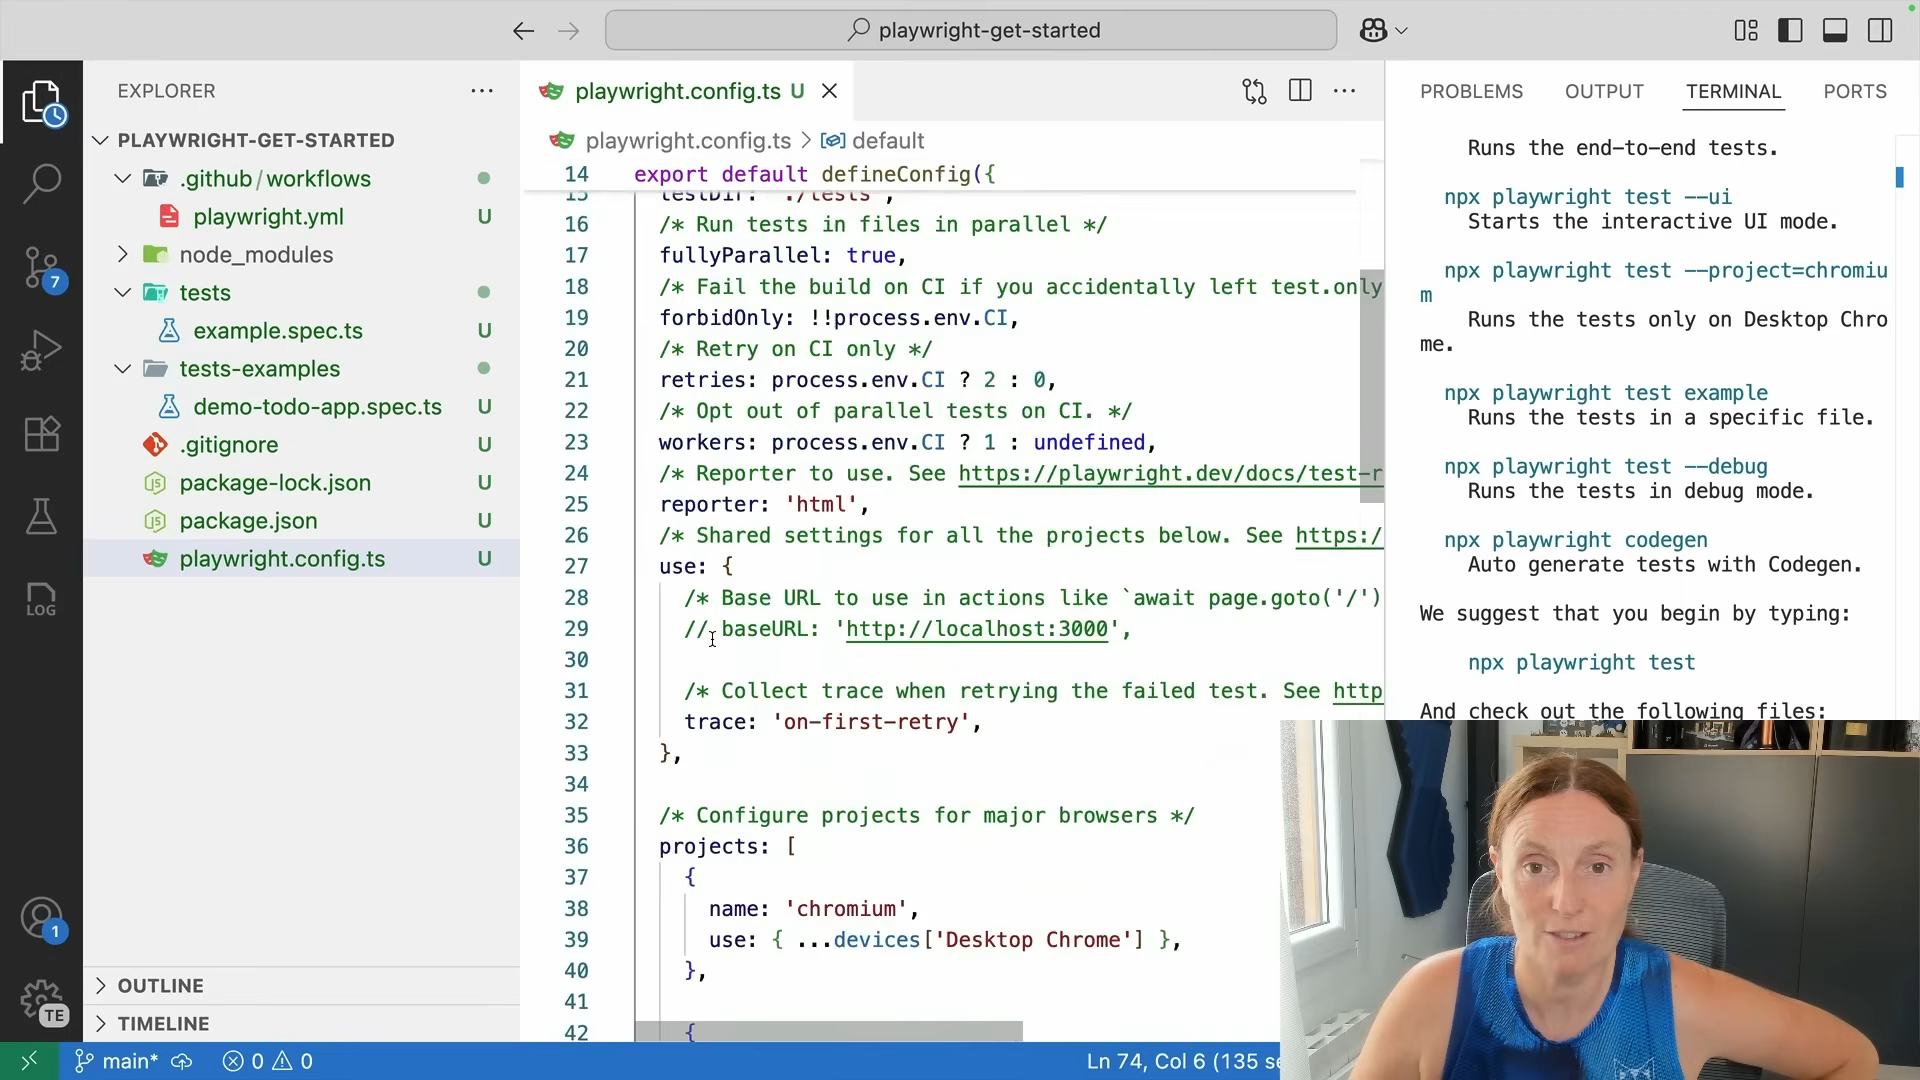 playwright-get-started
EXPLORER
PLAYWRIGHT-GET-STARTED
.github/workflows
playwright.yml U
node_modules
tests
example.spec.ts U
tests-examples
demo-todo-app.spec.ts U
.gitignore U
package-lock.json U
package.json U
playwright.config.ts U
OUTLINE
TIMELINE
7
LOG
1
TE
playwright.config.ts U
playwright.config.ts > default
14 export default defineConfig({
15 testDir: './tests',
16 /* Run tests in files in parallel */
17 fullyParallel: true,
18 /* Fail the build on CI if you accidentally left test.only
19 forbidOnly: !!process.env.CI,
20 /* Retry on CI only */
21 retries: process.env.CI ? 2 : 0,
22 /* Opt out of parallel tests on CI. */
23 workers: process.env.CI ? 1 : undefined,
24 /* Reporter to use. See https://playwright.dev/docs/test-r
25 reporter: 'html',
26 /* Shared settings for all the projects below. See https:/
27 use: {
28 /* Base URL to use in actions like `await page.goto('/')
29 // baseURL: 'http://localhost:3000',
30
31 /* Collect trace when retrying the failed test. See http
32 trace: 'on-first-retry',
33 },
34
35 /* Configure projects for major browsers */
36 projects: [
37 {
38 name: 'chromium',
39 use: { ...devices['Desktop Chrome'] },
40 },
41
42 {
PROBLEMS OUTPUT TERMINAL PORTS
Runs the end-to-end tests.
npx playwright test --ui
Starts the interactive UI mode.
npx playwright test --project=chromiu
m
Runs the tests only on Desktop Chro
me.
npx playwright test example
Runs the tests in a specific file.
npx playwright test --debug
Runs the tests in debug mode.
npx playwright codegen
Auto generate tests with Codegen.
We suggest that you begin by typing:
npx playwright test
And check out the following files:
main* 0 0 Ln 74, Col 6 (135 se